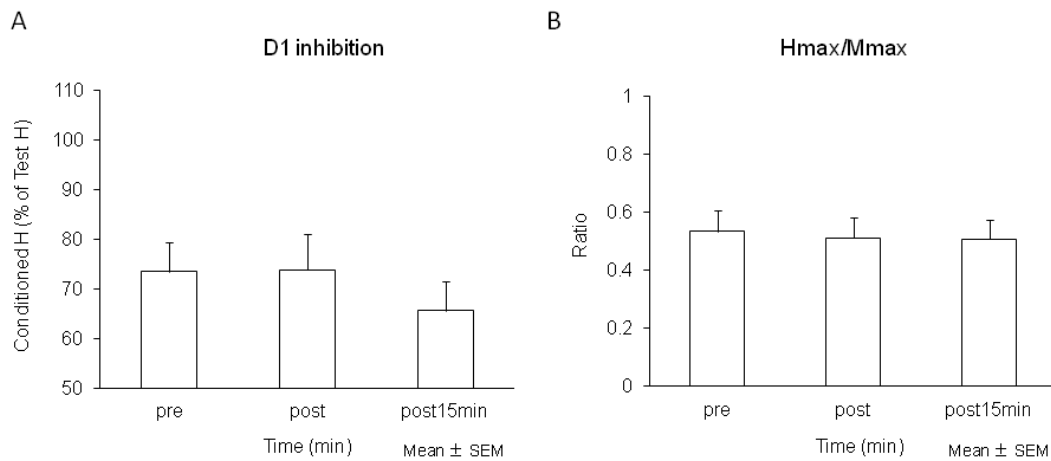 A
D1 inhibition
Conditioned H (% of Test H)
110
100
90
80
70
60
50
pre post post15min
Time (min) Mean ± SEM
B
Hmax/Mmax
Ratio
1
0.8
0.6
0.4
0.2
0
pre post post15min
Time (min) Mean ± SEM